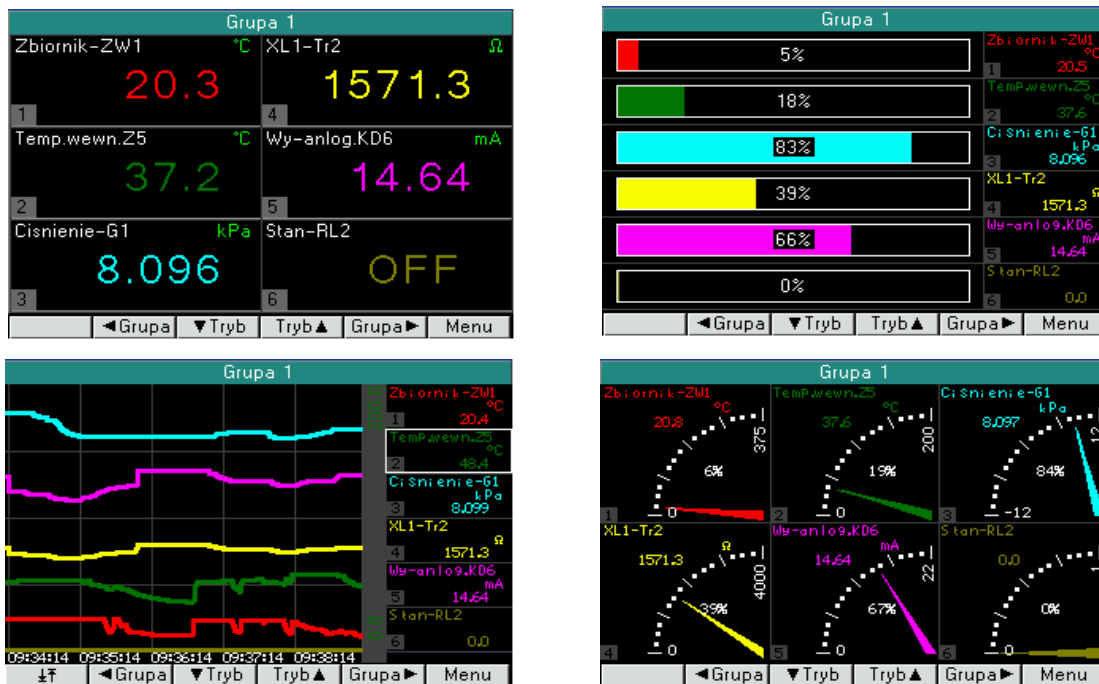 Grupa 1
Zbiornik-ZW1 °C
20.3
1
XL1-Tr2 Ω
1571.3
4
Temp.wewn.Z5 °C
37.2
2
Wy-anlog.KD6 mA
14.64
5
Cisnienie-G1 kPa
8.096
3
Stan-RL2
OFF
6
◄Grupa ▼Tryb Tryb▲ Grupa► Menu
Grupa 1
5%
Zbiornik-ZW1
°C
1 20.5
18%
Temp.wewn.Z5
°C
2 37.6
83%
Ciśnienie-G1
kPa
3 8.096
39%
XL1-Tr2
Ω
4 1571.3
66%
Wy-anlog.KD6
mA
5 14.64
0%
Stan-RL2
6 0.0
◄Grupa ▼Tryb Tryb▲ Grupa► Menu
Grupa 1
Zbiornik-ZW1
°C
1 20.4
Temp.wewn.Z5
°C
2 48.4
Ciśnienie-G1
kPa
3 8.099
XL1-Tr2
Ω
4 1571.3
Wy-anlog.KD6
mA
5 14.64
Stan-RL2
6 0.0
0.0
09:34:14 09:35:14 09:36:14 09:37:14 09:38:14
◄Grupa ▼Tryb Tryb▲ Grupa► Menu
Grupa 1
Zbiornik-ZW1
°C
20.8
375
6%
1 0
Temp.wewn.Z5
°C
37.6
200
19%
2 0
Ciśnienie-G1
kPa
8.097
12
84%
3 -12
XL1-Tr2
Ω
1571.3
4000
39%
4 0
Wy-anlog.KD6
mA
14.64
22
67%
5 0
Stan-RL2
0.0
1
0%
6 0
◄Grupa ▼Tryb Tryb▲ Grupa► Menu